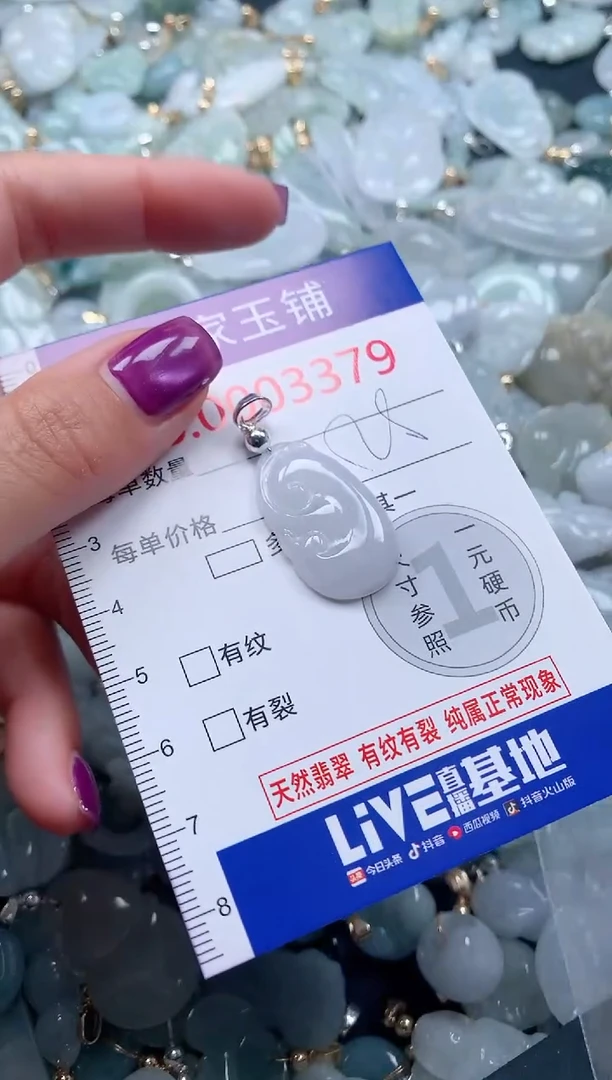 家玉铺
.0003379
单数量
每单价格
3
4
5
6
7
8
其一
一元硬币
1
寸参照
有纹
有裂
天然翡翠 有纹有裂 纯属正常现象
LiVE直播基地
今日头条 抖音 西瓜视频 抖音火山版